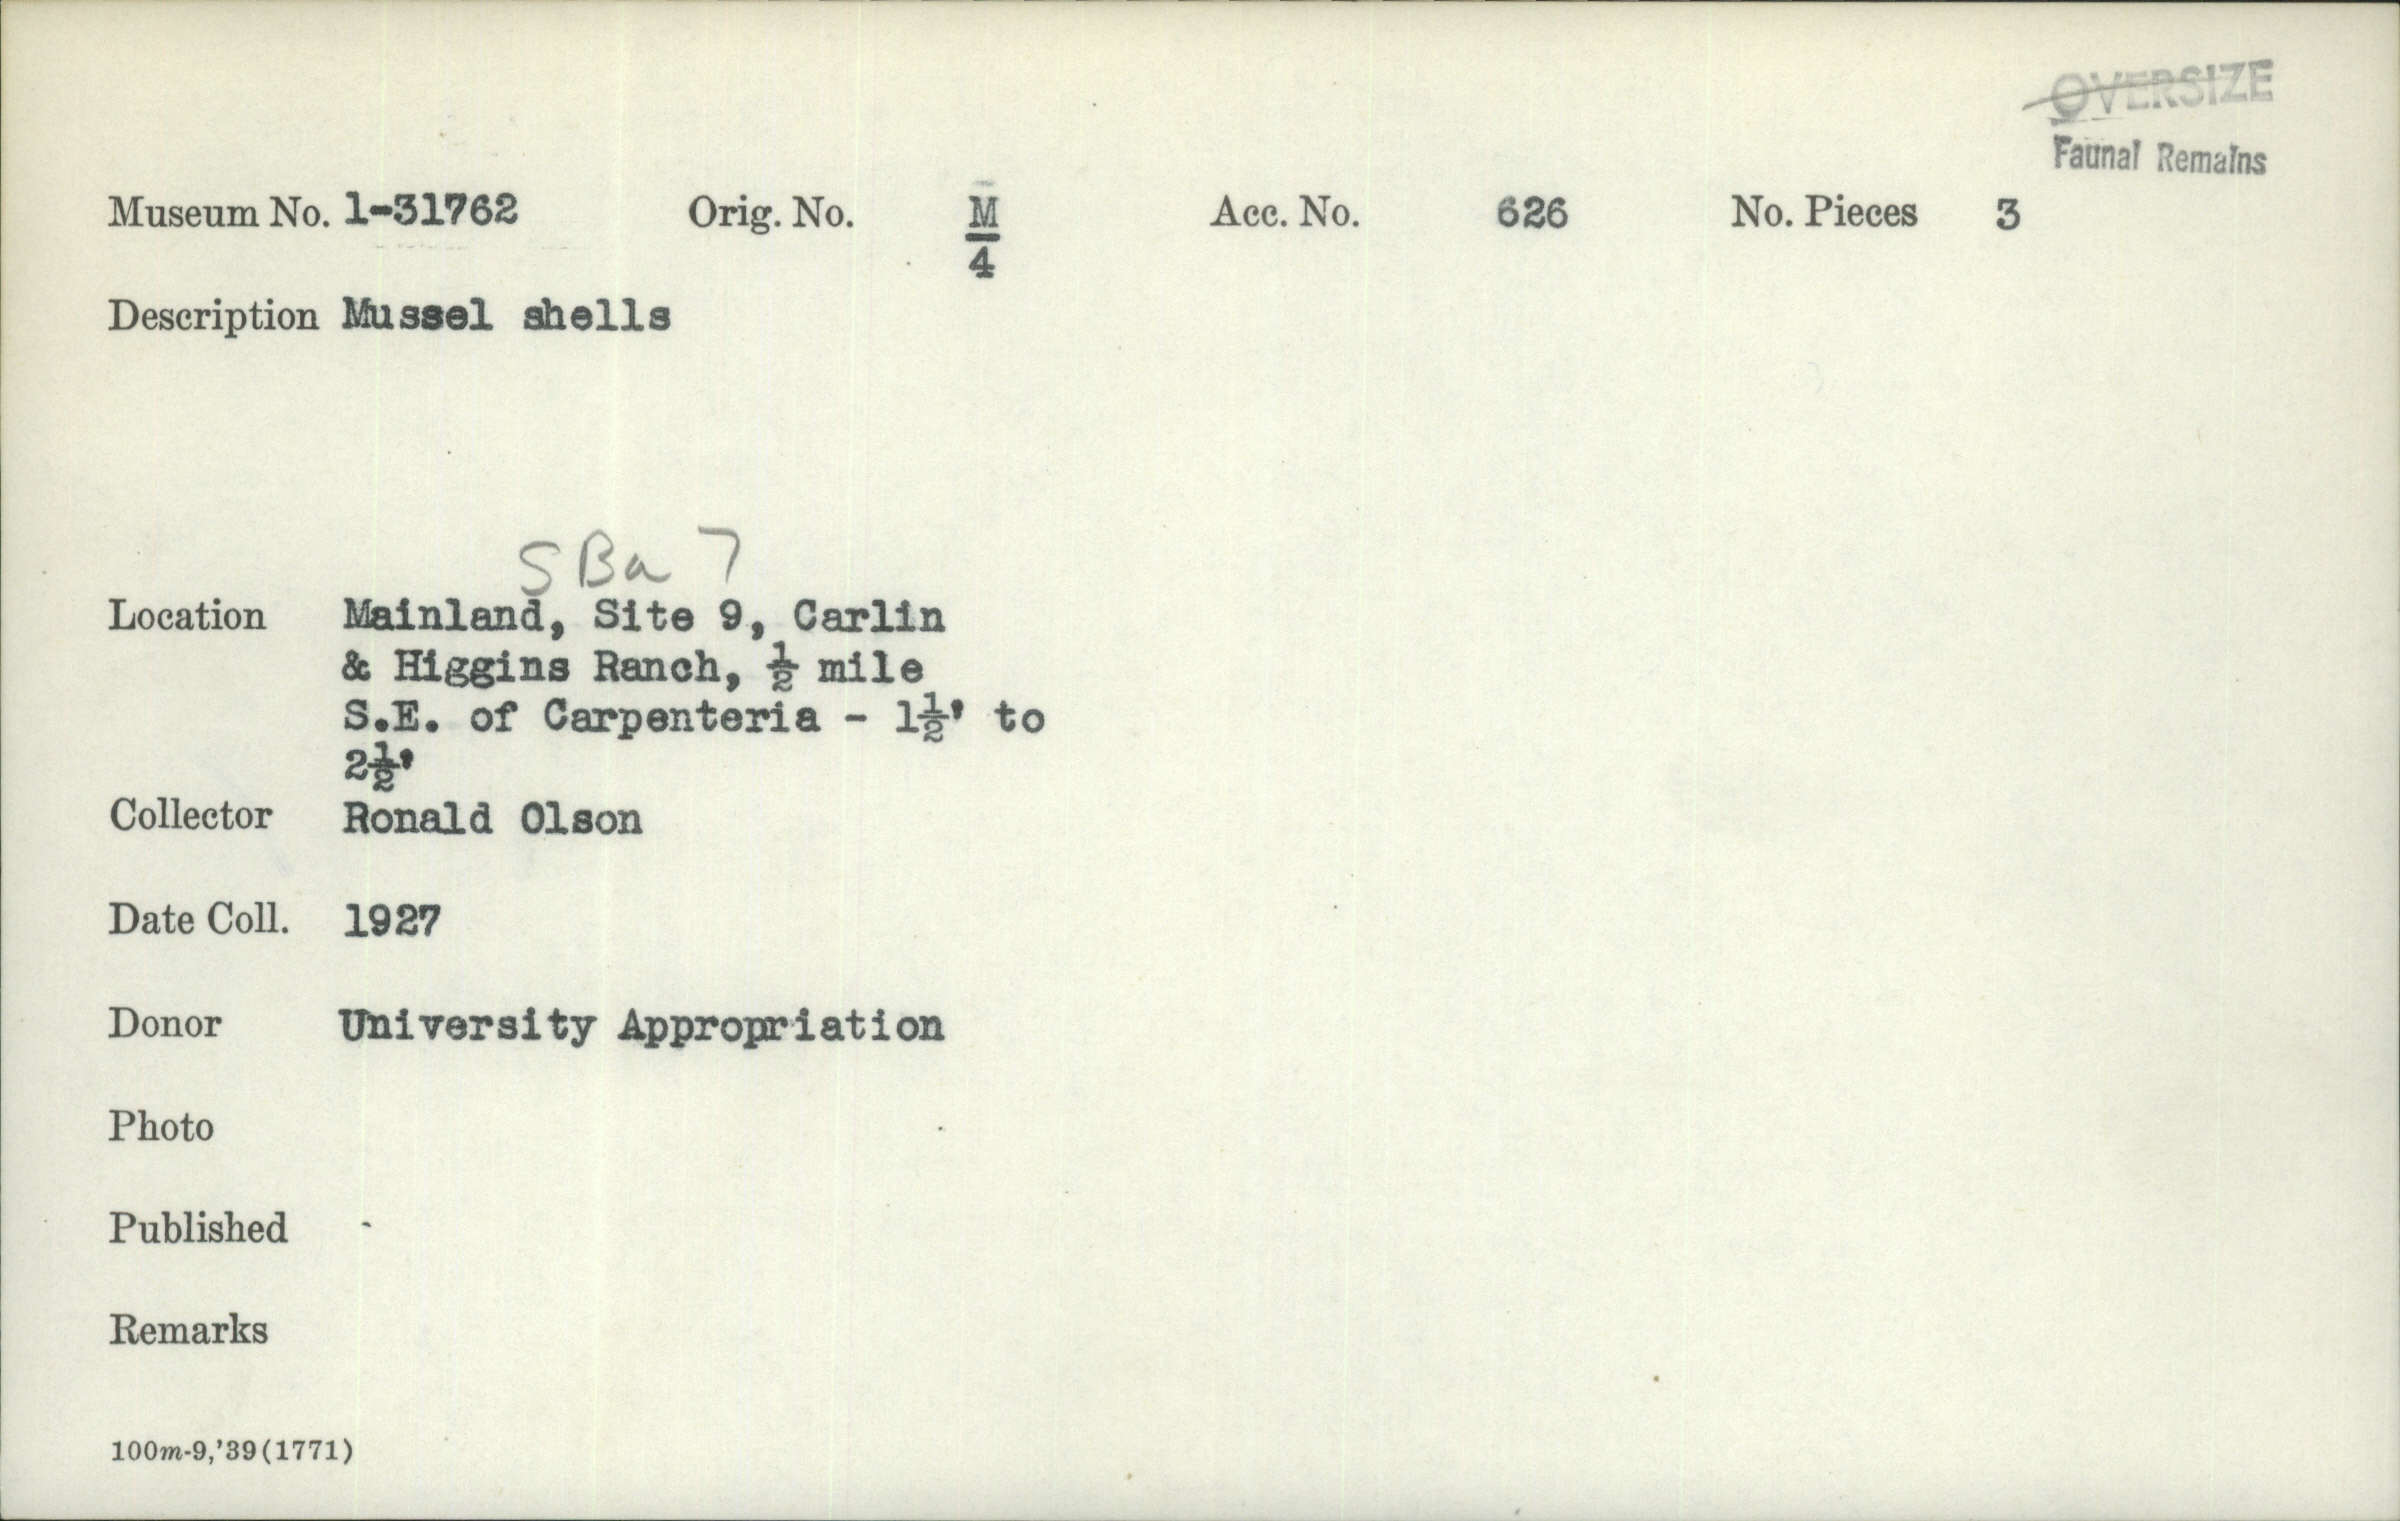 OVERSIZE
Faunal Remains
Museum No. 1-31762 Orig. No. M/4 Acc. No. 626 No. Pieces 3
Description Mussel shells
SBa 7
Location Mainland, Site 9, Carlin
& Higgins Ranch, ½ mile
S.E. of Carpenteria - 1½' to
2½'
Collector Ronald Olson
Date Coll. 1927
Donor University Appropriation
Photo
Published
Remarks
100m-9,'39(1771)